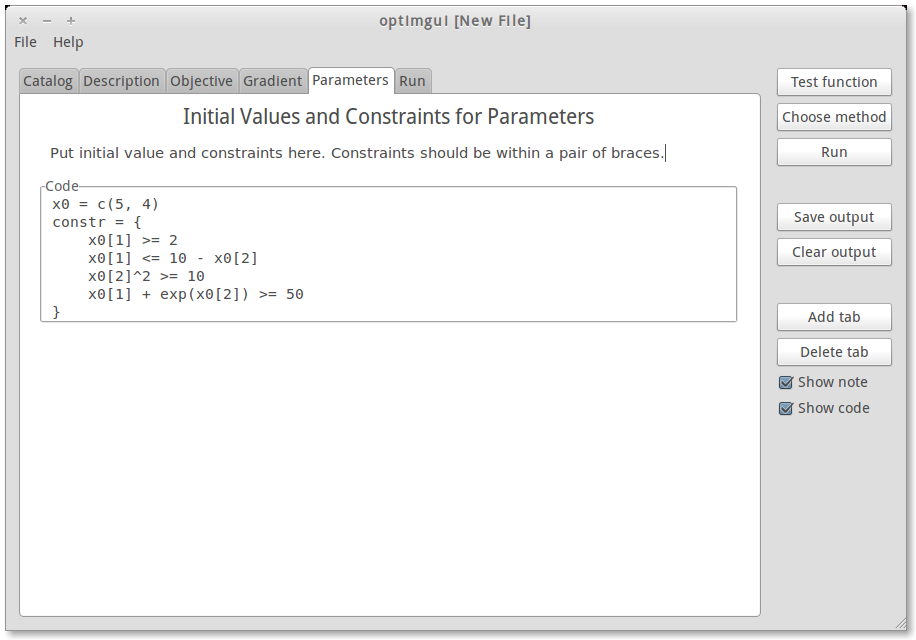 optimgui [New File]
File Help
Catalog Description Objective Gradient Parameters Run
Initial Values and Constraints for Parameters
Put initial value and constraints here. Constraints should be within a pair of braces.
Code
x0 = c(5, 4)
constr = {
    x0[1] >= 2
    x0[1] <= 10 - x0[2]
    x0[2]^2 >= 10
    x0[1] + exp(x0[2]) >= 50
}
Test function
Choose method
Run
Save output
Clear output
Add tab
Delete tab
Show note
Show code